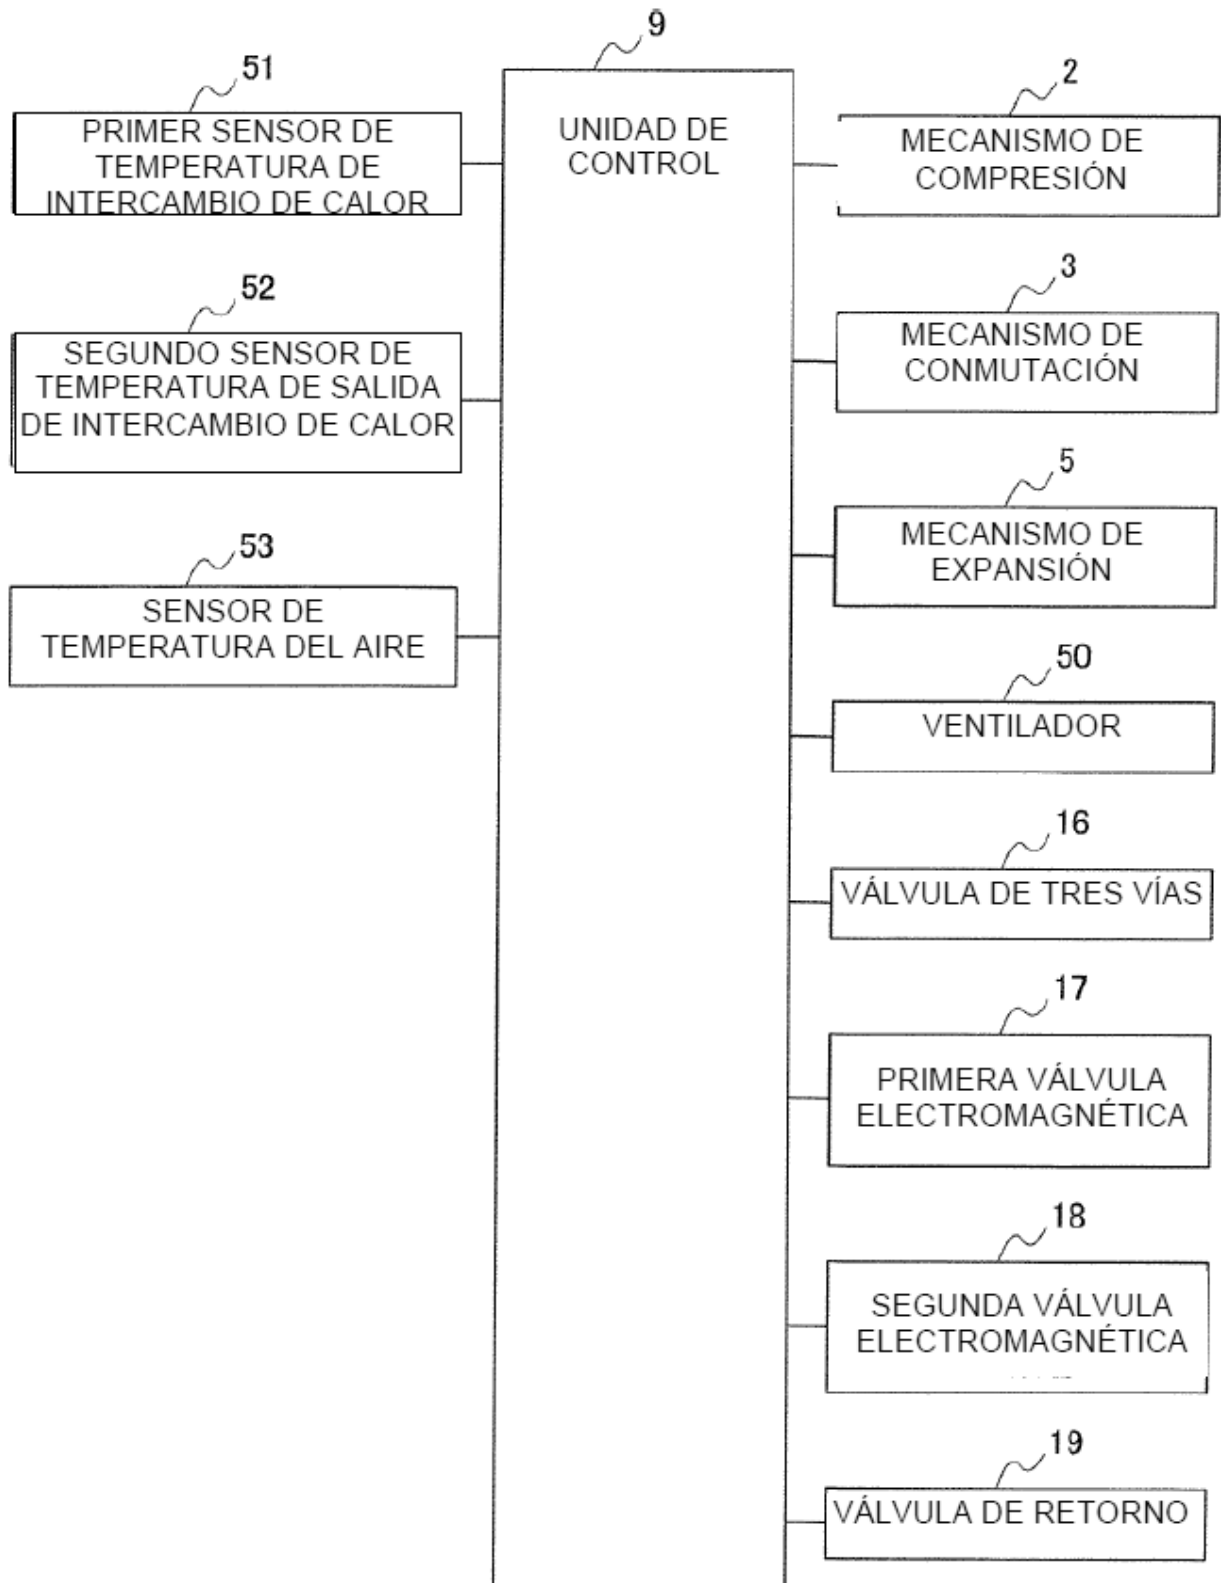 9
UNIDAD DE
CONTROL
51
PRIMER SENSOR DE
TEMPERATURA DE
INTERCAMBIO DE CALOR
52
SEGUNDO SENSOR DE
TEMPERATURA DE SALIDA
DE INTERCAMBIO DE CALOR
53
SENSOR DE
TEMPERATURA DEL AIRE
2
MECANISMO DE
COMPRESIÓN
3
MECANISMO DE
CONMUTACIÓN
5
MECANISMO DE
EXPANSIÓN
50
VENTILADOR
16
VÁLVULA DE TRES VÍAS
17
PRIMERA VÁLVULA
ELECTROMAGNÉTICA
18
SEGUNDA VÁLVULA
ELECTROMAGNÉTICA
19
VÁLVULA DE RETORNO